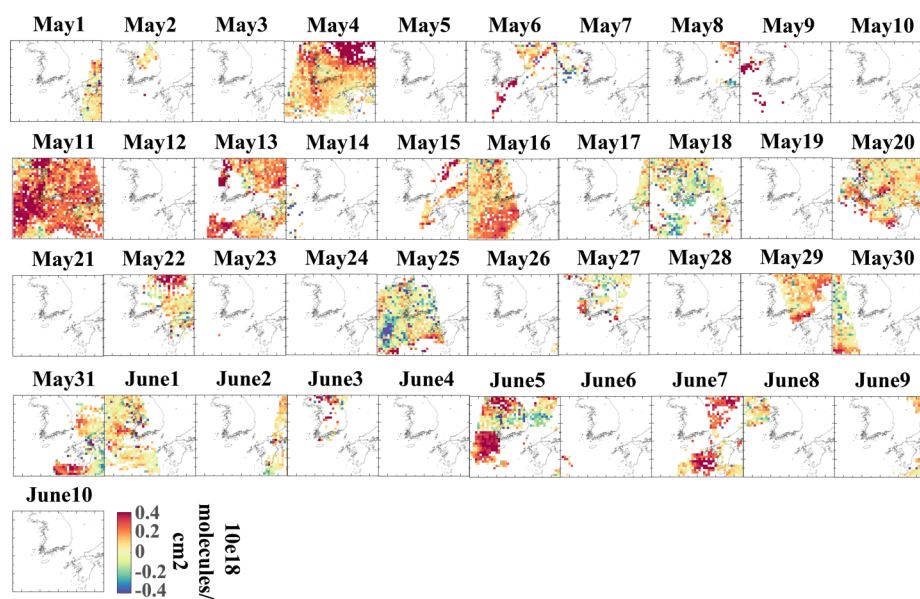 May1 May2 May3 May4 May5 May6 May7 May8 May9 May10
May11 May12 May13 May14 May15 May16 May17 May18 May19 May20
May21 May22 May23 May24 May25 May26 May27 May28 May29 May30
May31 June1 June2 June3 June4 June5 June6 June7 June8 June9
June10
0.4
0.2
0
-0.2
-0.4
10e18
molecules/
cm2